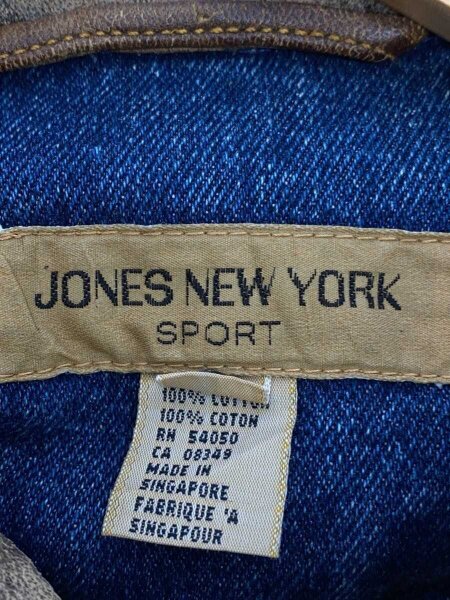 JONES NEW YORK
SPORT
100% COTTON
100% COTON
RN 54050
CA 08349
MADE IN
SINGAPORE
FABRIQUE 'A
SINGAPOUR